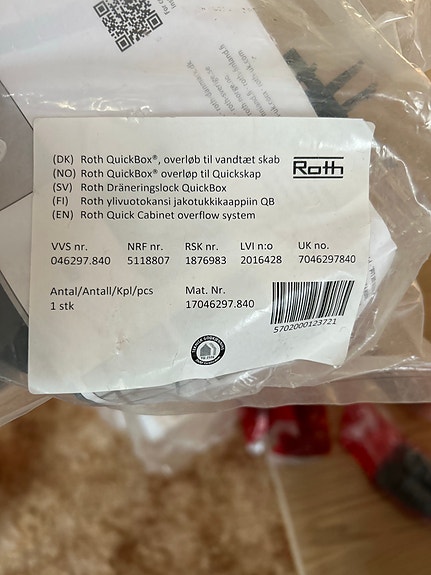 (DK) Roth QuickBox®, overløb til vandtæt skab
(NO) Roth QuickBox® overløp til Quickskap
(SV) Roth Dräneringslock QuickBox
(FI) Roth ylivuotokansi jakotukkikaappiin QB
(EN) Roth Quick Cabinet overflow system
Roth
VVS nr. NRF nr. RSK nr. LVI n:o UK no.
046297.840 5118807 1876983 2016428 7046297840
Antal/Antall/Kpl/pcs Mat. Nr.
1 stk 17046297.840
5702000123721